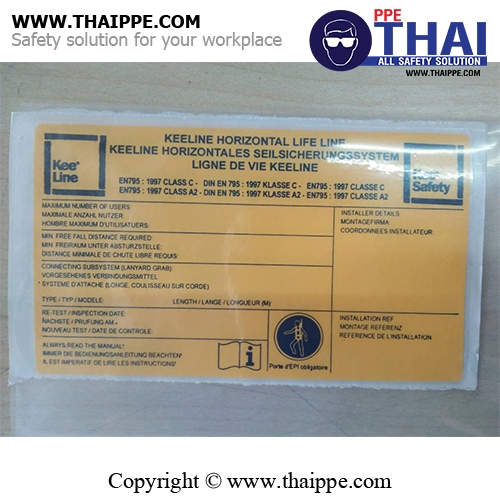 WWW.THAIPPE.COM
Safety solution for your workplace
PPE
THAI
ALL SAFETY SOLUTION
WWW.THAIPPE.COM
Kee®
Line
KEELINE HORIZONTAL LIFE LINE
KEELINE HORIZONTALES SEILSICHERUNGSSYSTEM
LIGNE DE VIE KEELINE
Kee®
Safety
EN795 : 1997 CLASS C - DIN EN 795 : 1997 KLASSE C - EN795 : 1997 CLASSE C
EN795 : 1997 CLASS A2 - DIN EN 795 : 1997 KLASSE A2 - EN795 : 1997 CLASSE A2
MAXIMUM NUMBER OF USERS
MAXIMALE ANZAHL NUTZER
HOMBRE MAXIMUM D'UTILISATUERS:
INSTALLER DETAILS
MONTAGEFIRMA:
COORDONNEES INSTALLATEUR:
MIN. FREE FALL DISTANCE REQUIRED
MIN. FREIRAUM UNTER ABSTURZSTELLE:
DISTANCE MINIMALE DE CHUTE LIBRE REQUIS:
CONNECTING SUBSYSTEM (LANYARD GRAB)
VORGESEHENES VERBINDUNGSMITTEL
* SYSTEME D'ATTACHE (LONGE, COULISSEAU SUR CORDE)
TYPE / TYP / MODELE: LENGTH / LANGE / LONGUEUR (M):
RE-TEST / INSPECTION DATE:
NACHSTE / PRUFUNG AM
NOUVEAU TEST / DATE DE CONTROLE:
INSTALLATION REF
MONTAGE REFERENZ
REFERENCE DE L'INSTALLATION
ALWAYS READ THE MANUAL!
IMMER DIE BEDIENUNGSANLEITUNG BEACHTEN*
IL EST IMPERATIF DE LIRE LES INSTRUCTIONS!
i
Porte d'EPI obligatoire
Copyright © - www.thaippe.com